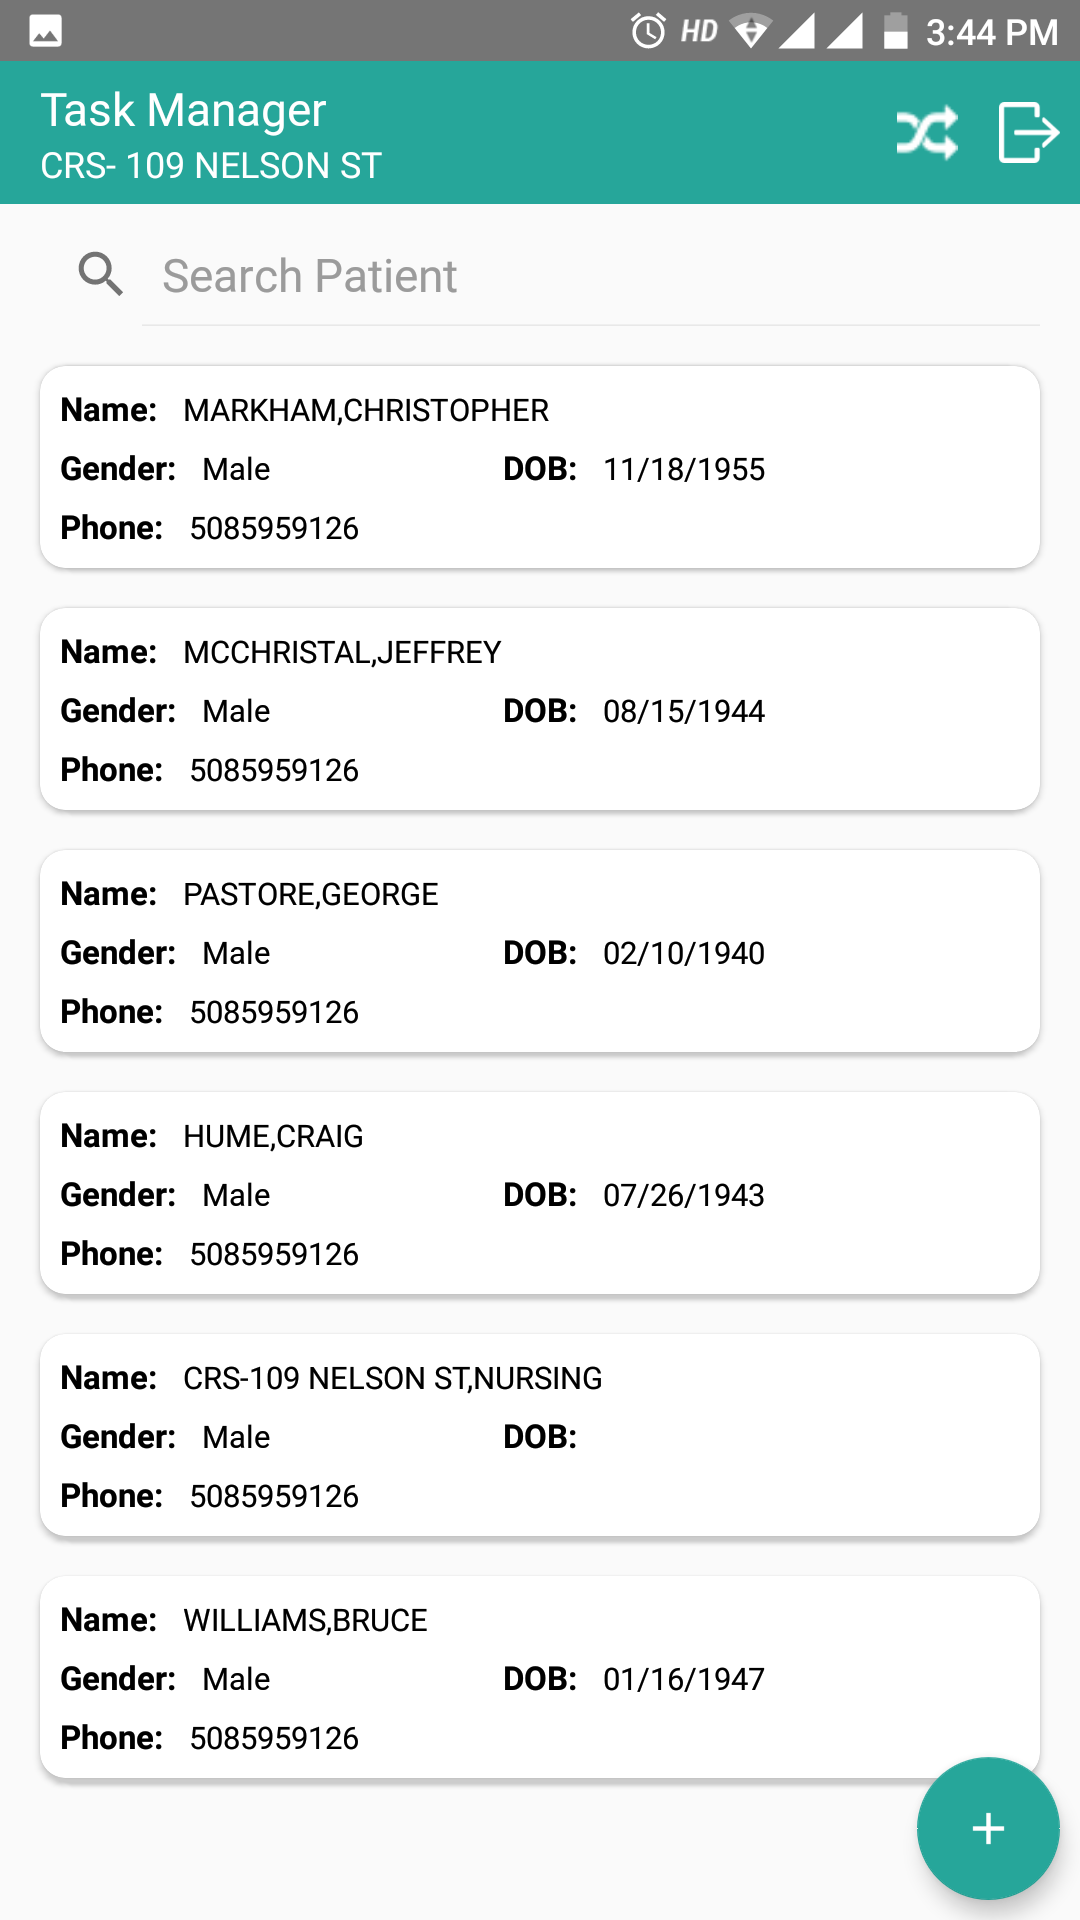 HD 3:44 PM
Task Manager
CRS- 109 NELSON ST
Search Patient
Name: MARKHAM,CHRISTOPHER
Gender: Male DOB: 11/18/1955
Phone: 5085959126
Name: MCCHRISTAL,JEFFREY
Gender: Male DOB: 08/15/1944
Phone: 5085959126
Name: PASTORE,GEORGE
Gender: Male DOB: 02/10/1940
Phone: 5085959126
Name: HUME,CRAIG
Gender: Male DOB: 07/26/1943
Phone: 5085959126
Name: CRS-109 NELSON ST,NURSING
Gender: Male DOB:
Phone: 5085959126
Name: WILLIAMS,BRUCE
Gender: Male DOB: 01/16/1947
Phone: 5085959126
+